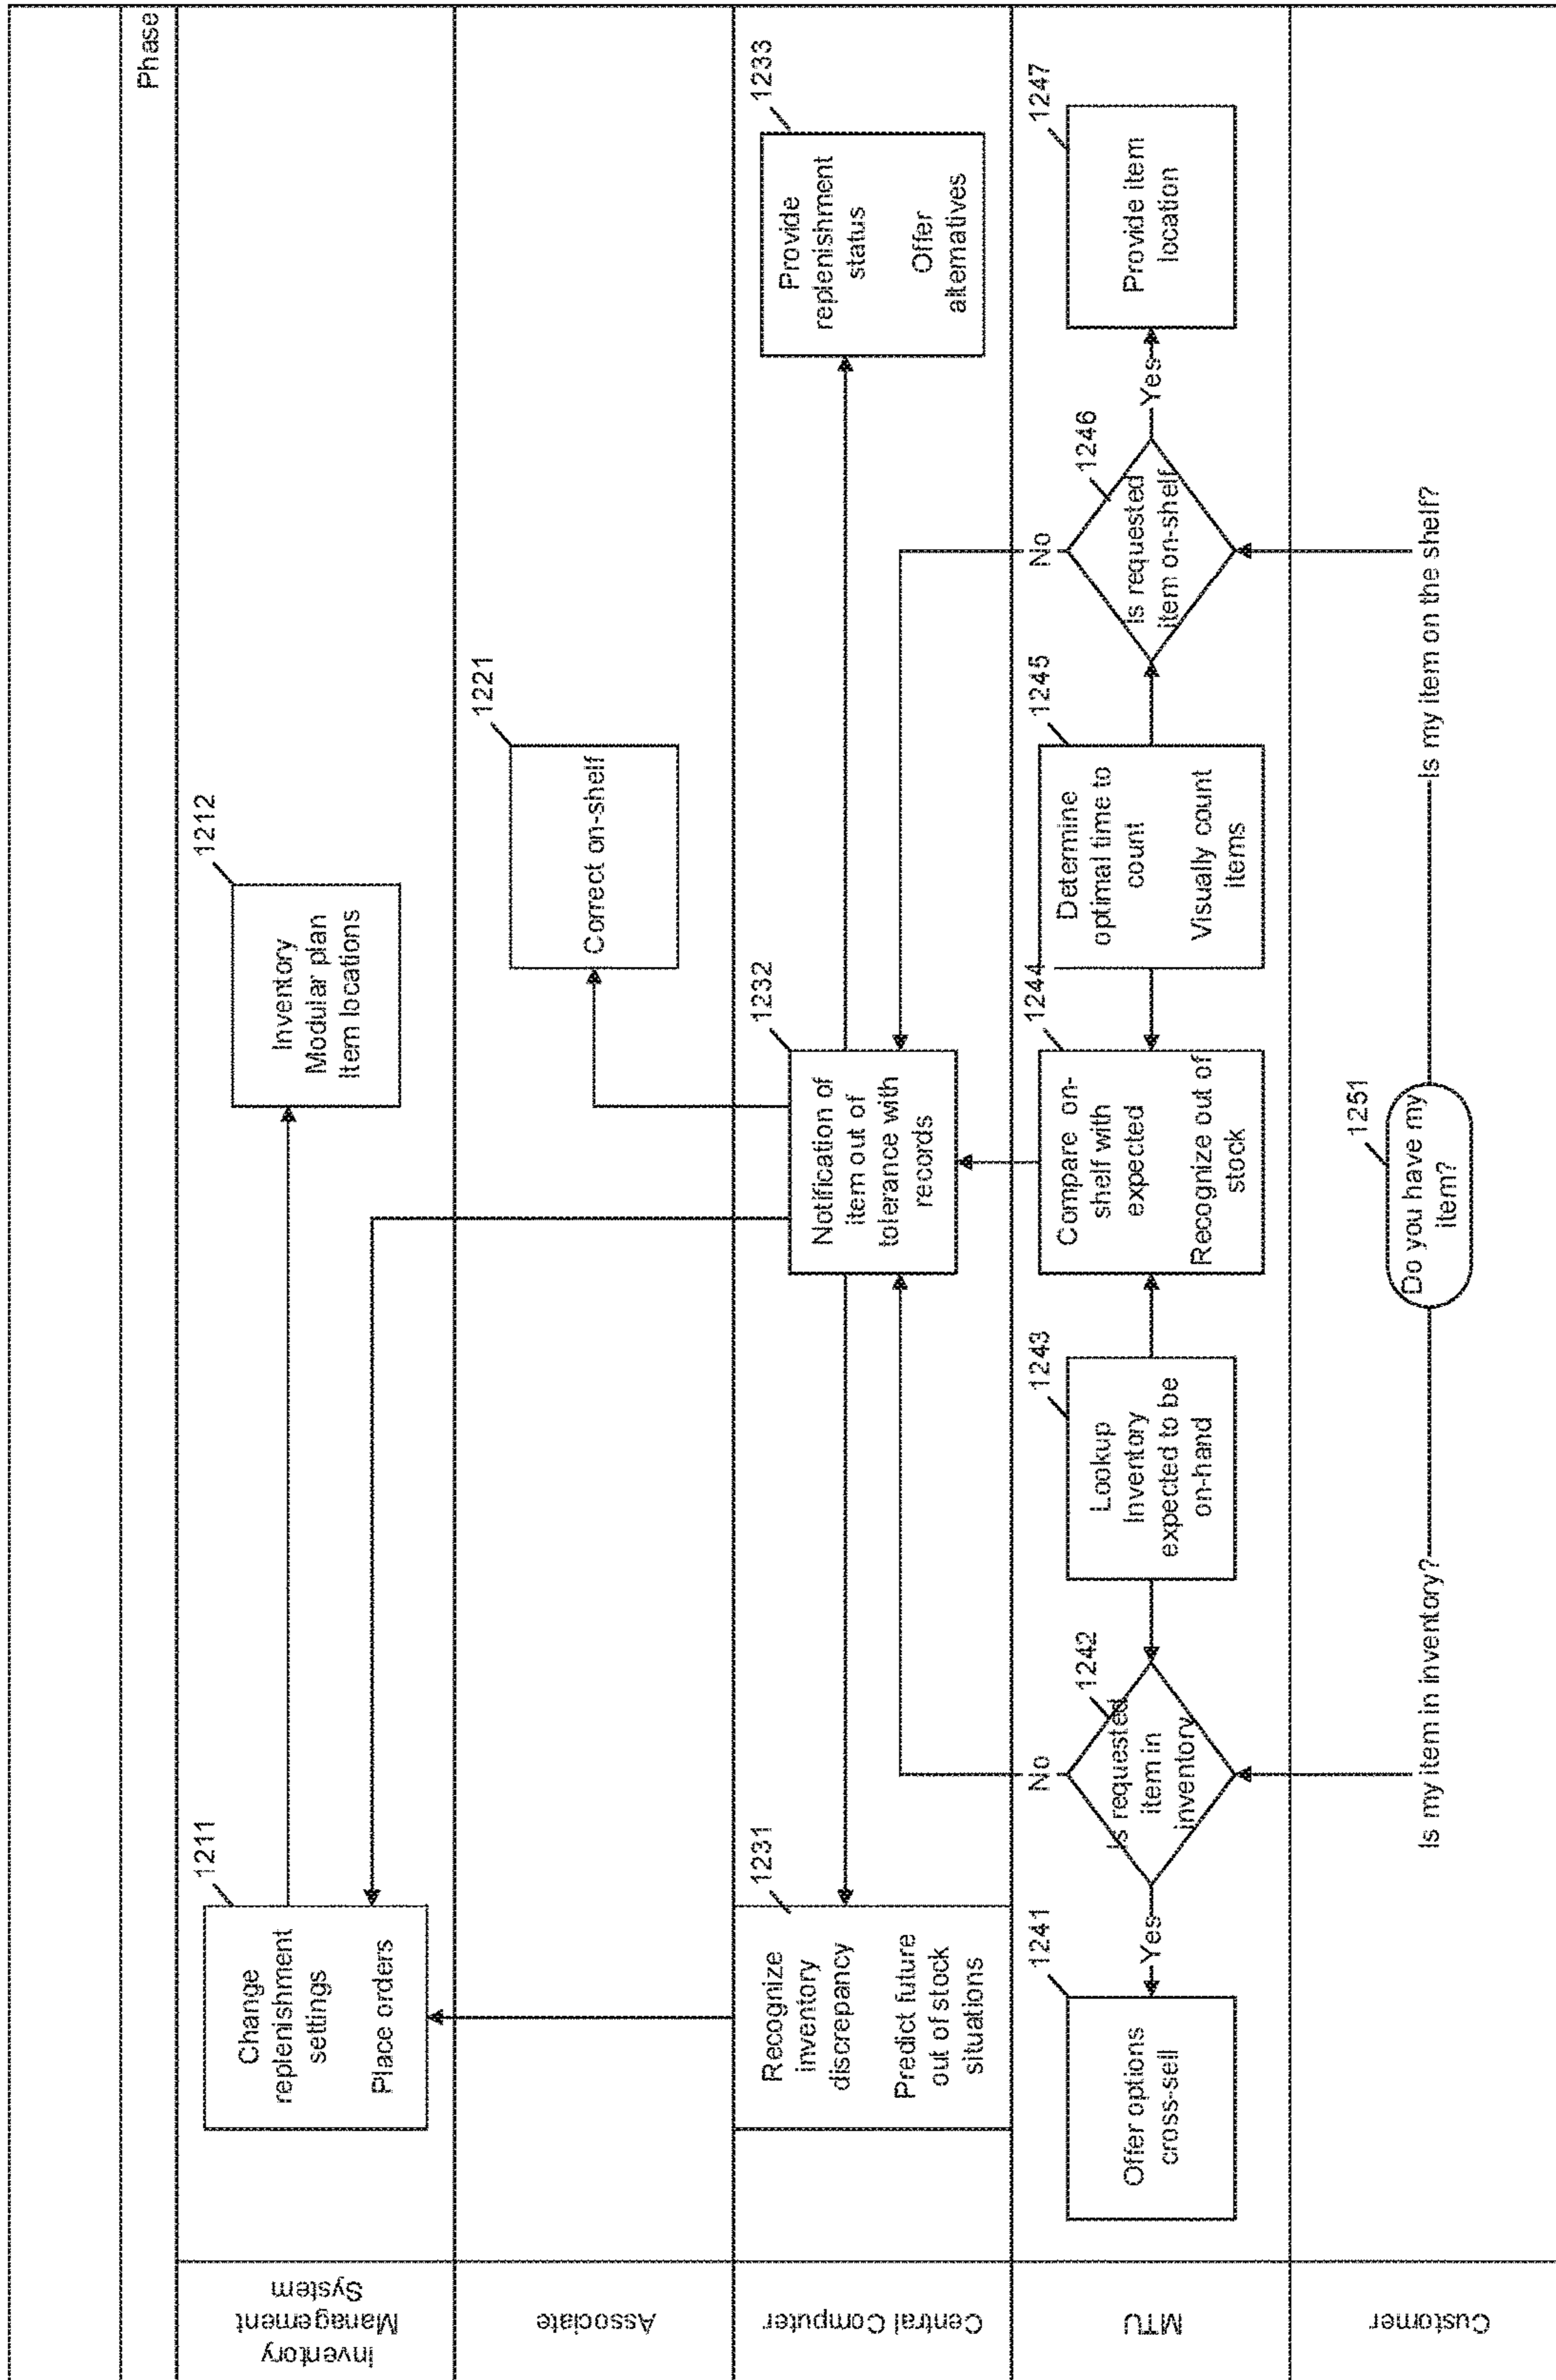 Phase
Inventory
Management
System
1211
Change
replenishment
settings
Place orders
1212
Inventory
Modular plan
Item locations
Associate
1221
Correct on-shelf
Central Computer
1231
Recognize
inventory
discrepancy
Predict future
out of stock
situations
1232
Notification of
item out of
tolerance with
records
1233
Provide
replenishment
status
Offer
alternatives
MTU
1241
Offer options
cross-sell
Yes
1242
Is requested
item in
inventory
No
1243
Lookup
Inventory
expected to be
on-hand
1244
Compare on-
shelf with
expected
Recognize out of
stock
1245
Determine
optimal time to
count
Visually count
items
1246
Is requested
item on-shelf
No
Yes
1247
Provide item
location
Customer
Is my item in inventory?
1251
Do you have my
item?
Is my item on the shelf?